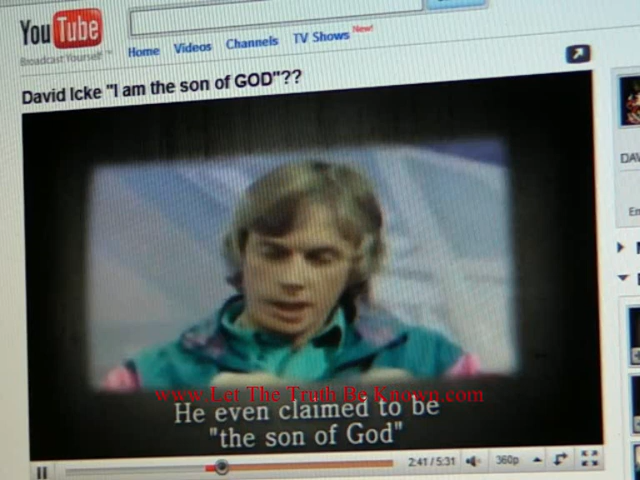 YouTube
Broadcast Yourself ™
Home Videos Channels TV Shows New!
David Icke "I am the son of GOD"??
www.Let The Truth Be Known.com
He even claimed to be
"the son of God"
2:41 / 5:31 360p